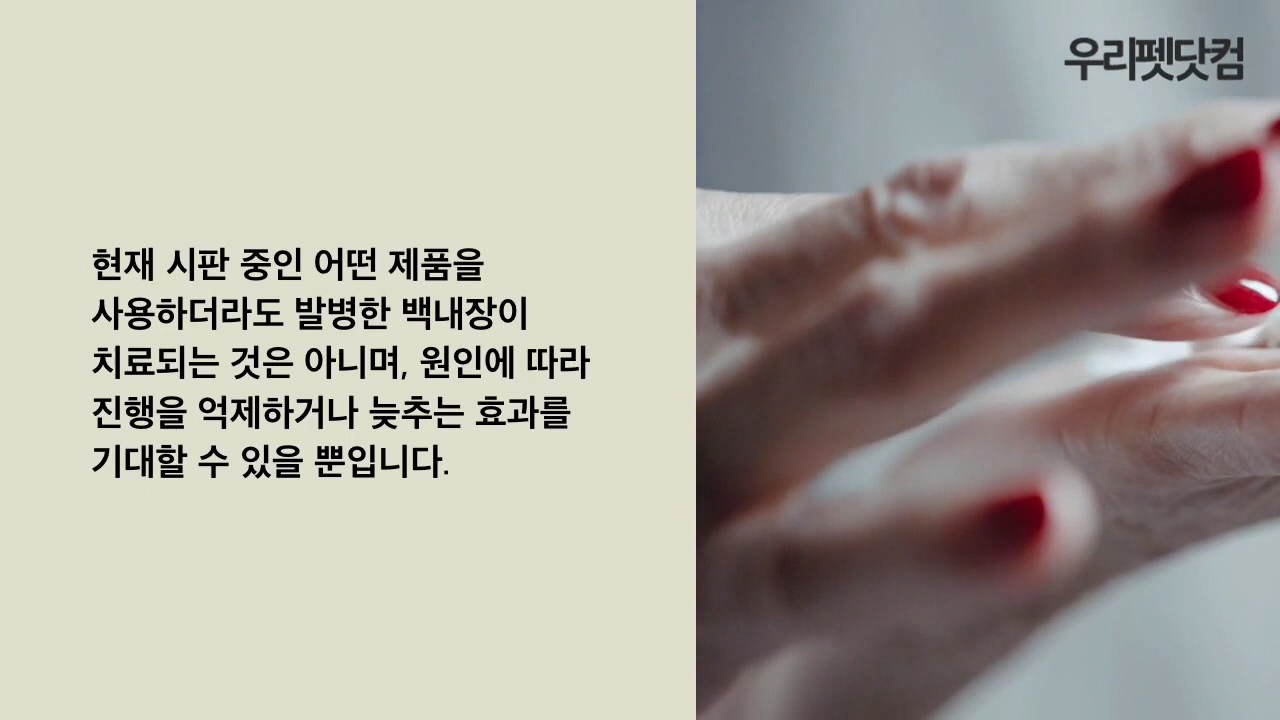 우리펫닷컴
현재 시판 중인 어떤 제품을
사용하더라도 발병한 백내장이
치료되는 것은 아니며, 원인에 따라
진행을 억제하거나 늦추는 효과를
기대할 수 있을 뿐입니다.